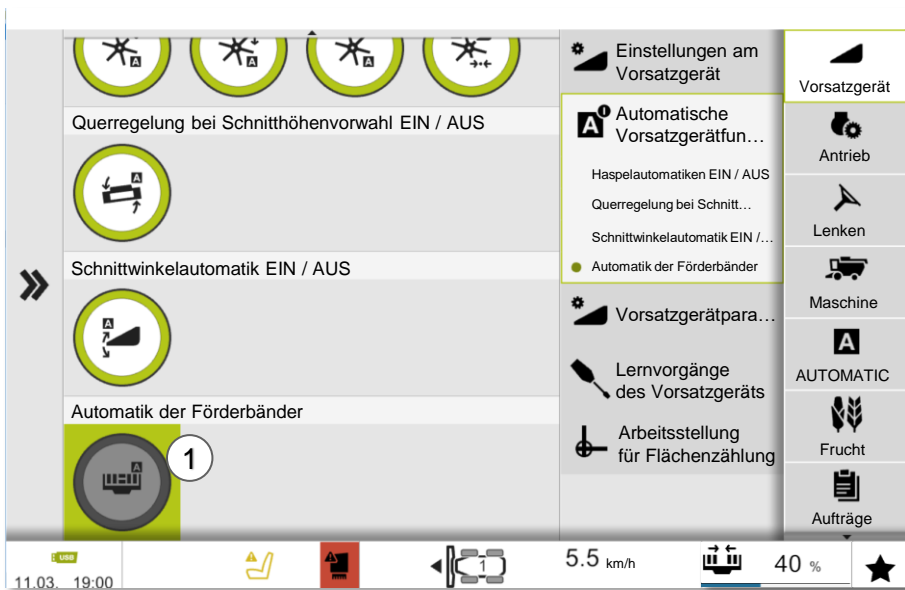 Querregelung bei Schnitthöhenvorwahl EIN / AUS
Schnittwinkelautomatik EIN / AUS
Automatik der Förderbänder
1
Einstellungen am
Vorsatzgerät
Automatische
Vorsatzgerätfun…
Haspelautomatiken EIN / AUS
Querregelung bei Schnitt…
Schnittwinkelautomatik EIN /…
Automatik der Förderbänder
Vorsatzgerätpara…
Lernvorgänge
des Vorsatzgeräts
Arbeitsstellung
für Flächenzählung
Vorsatzgerät
Antrieb
Lenken
Maschine
A
AUTOMATIC
Frucht
Aufträge
USB
11.03. 19:00
1
5.5 km/h
40 %